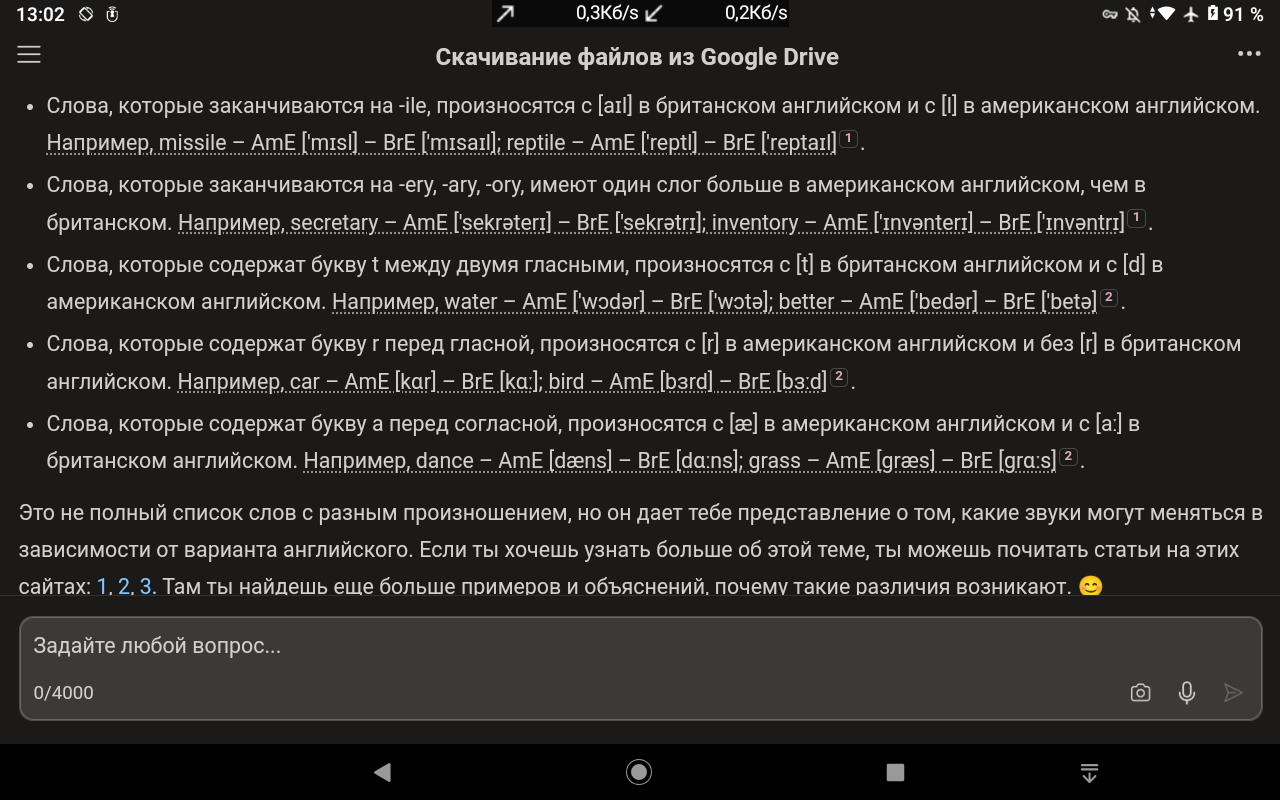 13:02 0,3Кб/s 0,2Кб/s 91 %
Скачивание файлов из Google Drive
• Слова, которые заканчиваются на -ile, произносятся с [aɪl] в британском английском и с [l] в американском английском.
Например, missile – AmE ['mɪsl] – BrE ['mɪsaɪl]; reptile – AmE ['reptl] – BrE ['reptaɪl] 1 .
• Слова, которые заканчиваются на -ery, -ary, -ory, имеют один слог больше в американском английском, чем в
британском. Например, secretary – AmE ['sekrəterɪ] – BrE ['sekrətrɪ]; inventory – AmE ['ɪnvənterɪ] – BrE ['ɪnvəntrɪ] 1 .
• Слова, которые содержат букву t между двумя гласными, произносятся с [t] в британском английском и с [d] в
американском английском. Например, water – AmE ['wɔdər] – BrE ['wɔtə]; better – AmE ['bedər] – BrE ['betə] 2 .
• Слова, которые содержат букву r перед гласной, произносятся с [r] в американском английском и без [r] в британском
английском. Например, car – AmE [kɑr] – BrE [kɑː]; bird – AmE [bɜrd] – BrE [bɜːd] 2 .
• Слова, которые содержат букву a перед согласной, произносятся с [æ] в американском английском и с [aː] в
британском английском. Например, dance – AmE [dæns] – BrE [dɑːns]; grass – AmE [græs] – BrE [grɑːs] 2 .
Это не полный список слов с разным произношением, но он дает тебе представление о том, какие звуки могут меняться в
зависимости от варианта английского. Если ты хочешь узнать больше об этой теме, ты можешь почитать статьи на этих
сайтах: 1, 2, 3. Там ты найдешь еще больше примеров и объяснений, почему такие различия возникают. 😊
Задайте любой вопрос...
0/4000